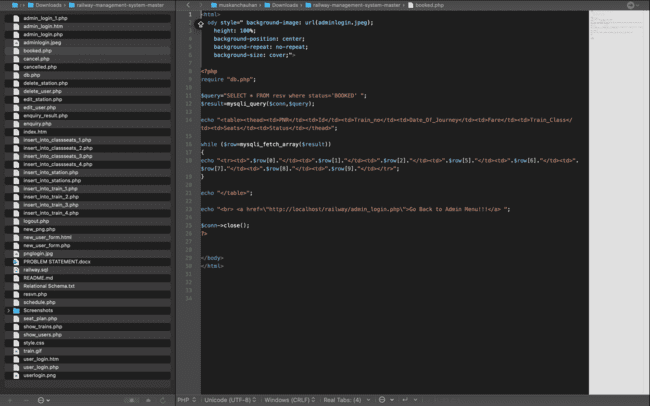 Downloads
railway-management-system-master
admin_login_1.php
admin_login.htm
admin_login.php
adminlogin.jpeg
booked.php
cancel.php
cancelled.php
db.php
delete_station.php
delete_user.php
edit_station.php
edit_user.php
enquiry_result.php
enquiry.php
index.htm
insert_into_classseats_1.php
insert_into_classseats_2.php
insert_into_classseats_3.php
insert_into_classseats_4.php
insert_into_station.php
insert_into_stations.php
insert_into_train_1.php
insert_into_train_2.php
insert_into_train_3.php
insert_into_train_4.php
logout.php
new_png.php
new_user_form.html
new_user_form.php
pnglogin.jpg
PROBLEM STATEMENT.docx
railway.sql
README.md
Relational Schema.txt
resvn.php
schedule.php
Screenshots
seat_plan.php
show_trains.php
show_users.php
style.css
train.gif
user_login.htm
user_login.php
userlogin.png
muskanchauhan Downloads railway-management-system-master booked.php
1 <html>
ody style=" background-image: url(adminlogin.jpeg);
height: 100%;
background-position: center;
background-repeat: no-repeat;
background-size: cover;">
<?php
require "db.php";
$query="SELECT * FROM resv where status='BOOKED' ";
$result=mysqli_query($conn,$query);
echo "<table><thead><td>PNR</td><td>Id</td><td>Train_no</td><td>Date_Of_Journey</td><td>Fare</td><td>Train_Class</
td><td>Seats</td><td>Status</td></thead>";
while ($row=mysqli_fetch_array($result))
{
echo "<tr><td>".$row[0]."</td><td>".$row[1]."</td><td>".$row[2]."</td><td>".$row[5]."</td><td>".$row[6]."</td><td>".
$row[7]."</td><td>".$row[8]."</td><td>".$row[9]."</td></tr>";
}
echo "</table>";
echo "<br> <a href=\"http://localhost/railway/admin_login.php\">Go Back to Admin Menu!!!</a> ";
$conn->close();
?>
</body>
</html>
PHP Unicode (UTF-8) Windows (CRLF) Real Tabs: (4)